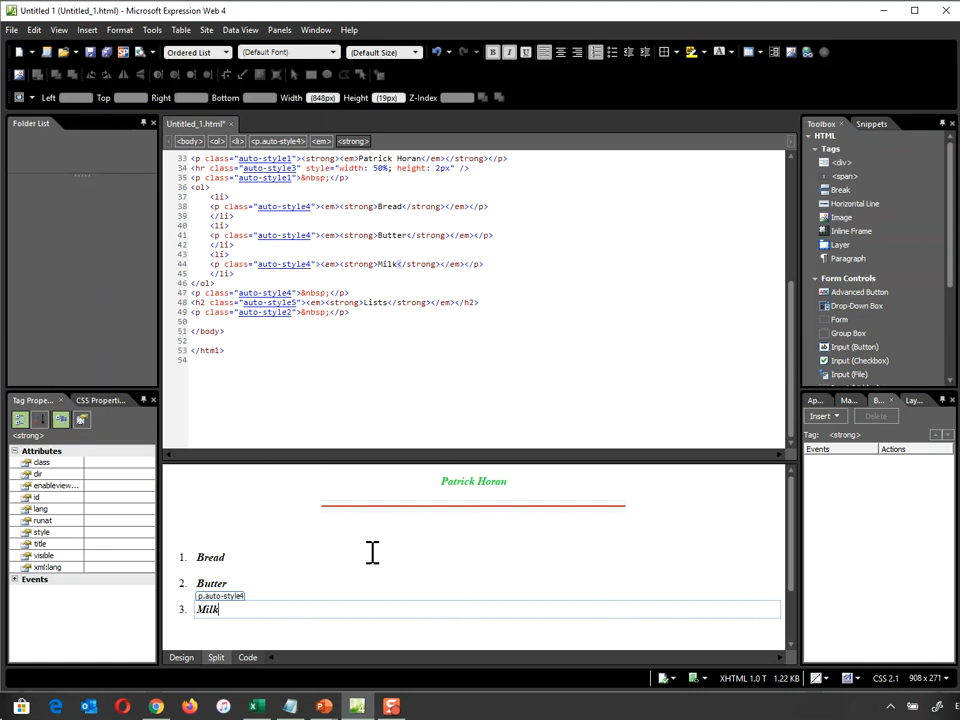 Untitled 1 (Untitled_1.html) - Microsoft Expression Web 4
File Edit View Insert Format Tools Table Site Data View Panels Window Help
Ordered List (Default Font) (Default Size) B I U
Left Top Right Bottom Width (848px) Height (19px) Z-Index
Folder List
Untitled_1.html*
<body> <ol> <li> <p.auto-style4> <em> <strong>
33 <p class="auto-style1"><strong><em>Patrick Horan</em></strong></p>
34 <hr class="auto-style3" style="width: 50%; height: 2px" />
35 <p class="auto-style1">&nbsp;</p>
36 <ol>
37 <li>
38 <p class="auto-style4"><em><strong>Bread</strong></em></p>
39 </li>
40 <li>
41 <p class="auto-style4"><em><strong>Butter</strong></em></p>
42 </li>
43 <li>
44 <p class="auto-style4"><em><strong>Milk</strong></em></p>
45 </li>
46 </ol>
47 <p class="auto-style4">&nbsp;</p>
48 <h2 class="auto-style5"><em><strong>Lists</strong></em></h2>
49 <p class="auto-style2">&nbsp;</p>
50
51 </body>
52
53 </html>
54
Toolbox Snippets
HTML
Tags
<div>
<span>
Break
Horizontal Line
Image
Inline Frame
Layer
Paragraph
Form Controls
Advanced Button
Drop-Down Box
Form
Group Box
Input (Button)
Input (Checkbox)
Input (File)
Tag Prope... CSS Properti...
<strong>
Attributes
class
dir
enableview...
id
lang
runat
style
title
visible
xml:lang
Events
Patrick Horan
1. Bread
2. Butter
p.auto-style4
3. Milk
Design Split Code
Ap... Ma... B... Lay...
Insert Delete
Tag: <strong>
Events Actions
XHTML 1.0 T 1.22 KB CSS 2.1 908 x 271